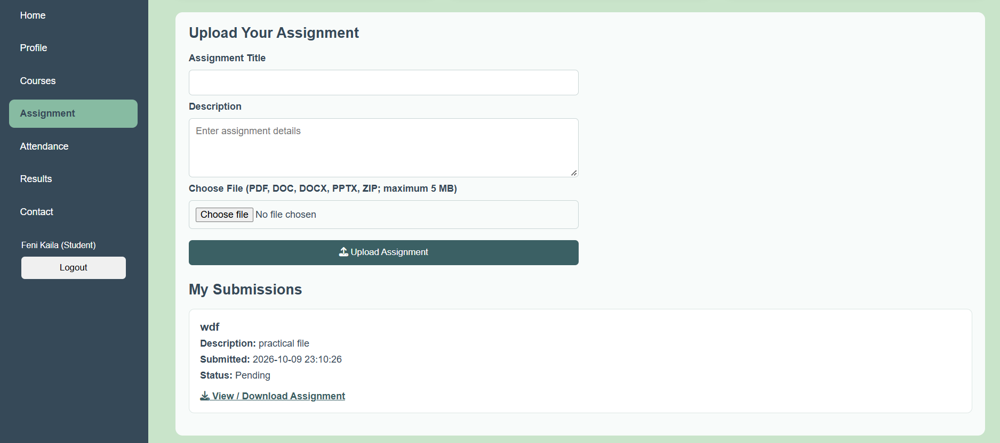 Home
Profile
Courses
Assignment
Attendance
Results
Contact
Feni Kaila (Student)
Logout
Upload Your Assignment
Assignment Title
Description
Enter assignment details
Choose File (PDF, DOC, DOCX, PPTX, ZIP; maximum 5 MB)
Choose file No file chosen
Upload Assignment
My Submissions
wdf
Description: practical file
Submitted: 2026-10-09 23:10:26
Status: Pending
View / Download Assignment